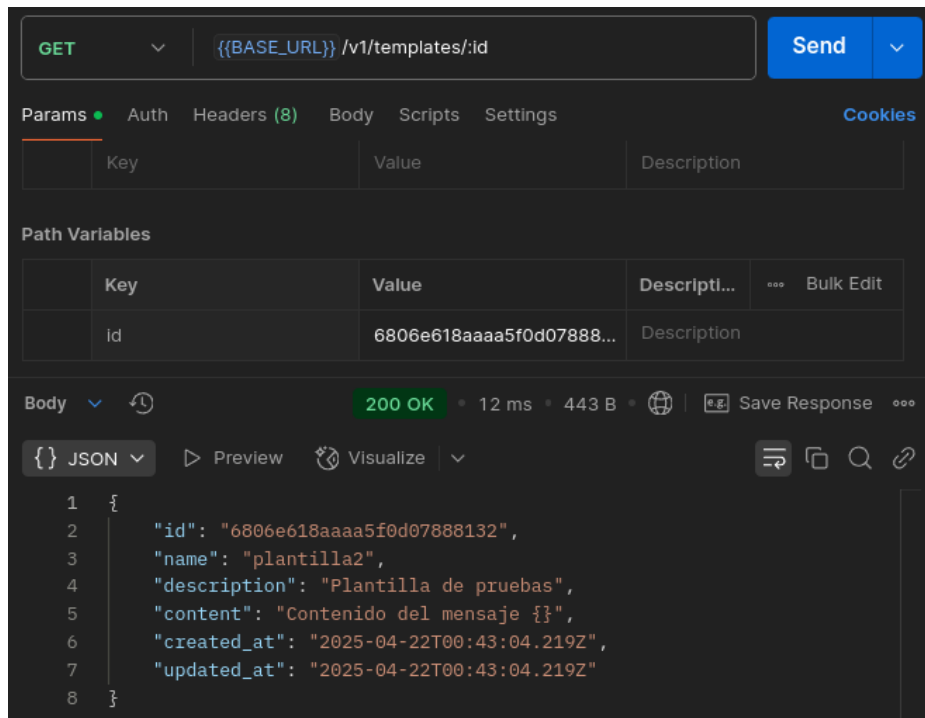 GET {{BASE_URL}}/v1/templates/:id Send
Params Auth Headers (8) Body Scripts Settings Cookies
Key Value Description
Path Variables
Key Value Descripti... Bulk Edit
id 6806e618aaaa5f0d07888... Description
Body 200 OK 12 ms 443 B e.g. Save Response
{} JSON Preview Visualize
1 {
2 "id": "6806e618aaaa5f0d07888132",
3 "name": "plantilla2",
4 "description": "Plantilla de pruebas",
5 "content": "Contenido del mensaje {}",
6 "created_at": "2025-04-22T00:43:04.219Z",
7 "updated_at": "2025-04-22T00:43:04.219Z"
8 }